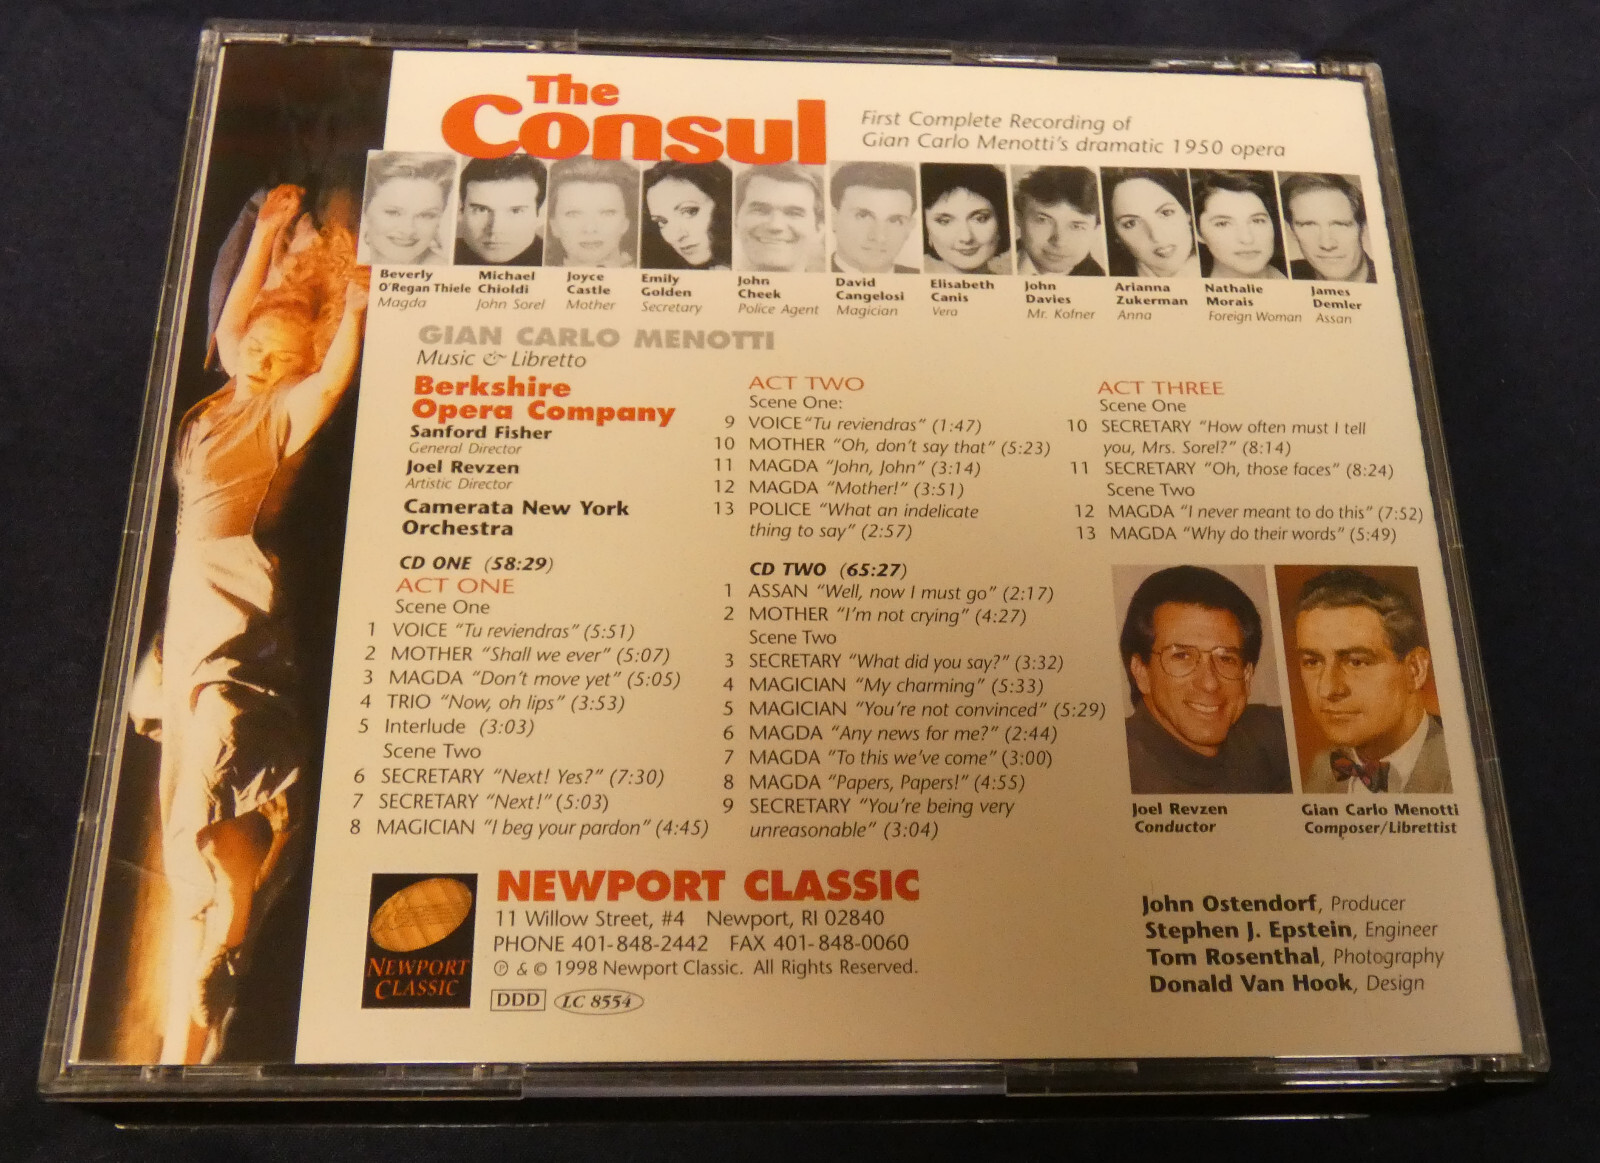 The
Consul
First Complete Recording of
Gian Carlo Menotti's dramatic 1950 opera
Beverly
O'Regan Thiele
Magda
Michael
Chioldi
John Sorel
Joyce
Castle
Mother
Emily
Golden
Secretary
John
Cheek
Police Agent
David
Cangelosi
Magician
Elisabeth
Canis
Vera
John
Davies
Mr. Kofner
Arianna
Zukerman
Anna
Nathalie
Morais
Foreign Woman
James
Demler
Assan
GIAN CARLO MENOTTI
Music & Libretto
Berkshire
Opera Company
Sanford Fisher
General Director
Joel Revzen
Artistic Director
Camerata New York
Orchestra
CD ONE (58:29)
ACT ONE
Scene One
1 VOICE "Tu reviendras" (5:51)
2 MOTHER "Shall we ever" (5:07)
3 MAGDA "Don't move yet" (5:05)
4 TRIO "Now, oh lips" (3:53)
5 Interlude (3:03)
Scene Two
6 SECRETARY "Next! Yes?" (7:30)
7 SECRETARY "Next!" (5:03)
8 MAGICIAN "I beg your pardon" (4:45)
ACT TWO
Scene One:
9 VOICE "Tu reviendras" (1:47)
10 MOTHER "Oh, don't say that" (5:23)
11 MAGDA "John, John" (3:14)
12 MAGDA "Mother!" (3:51)
13 POLICE "What an indelicate
thing to say" (2:57)
CD TWO (65:27)
1 ASSAN "Well, now I must go" (2:17)
2 MOTHER "I'm not crying" (4:27)
Scene Two
3 SECRETARY "What did you say?" (3:32)
4 MAGICIAN "My charming" (5:33)
5 MAGICIAN "You're not convinced" (5:29)
6 MAGDA "Any news for me?" (2:44)
7 MAGDA "To this we've come" (3:00)
8 MAGDA "Papers, Papers!" (4:55)
9 SECRETARY "You're being very
unreasonable" (3:04)
ACT THREE
Scene One
10 SECRETARY "How often must I tell
you, Mrs. Sorel?" (8:14)
11 SECRETARY "Oh, those faces" (8:24)
Scene Two
12 MAGDA "I never meant to do this" (7:52)
13 MAGDA "Why do their words" (5:49)
Joel Revzen
Conductor
Gian Carlo Menotti
Composer/Librettist
NEWPORT
CLASSIC
NEWPORT CLASSIC
11 Willow Street, #4 Newport, RI 02840
PHONE 401-848-2442 FAX 401-848-0060
℗ & © 1998 Newport Classic. All Rights Reserved.
DDD LC 8554
John Ostendorf, Producer
Stephen J. Epstein, Engineer
Tom Rosenthal, Photography
Donald Van Hook, Design